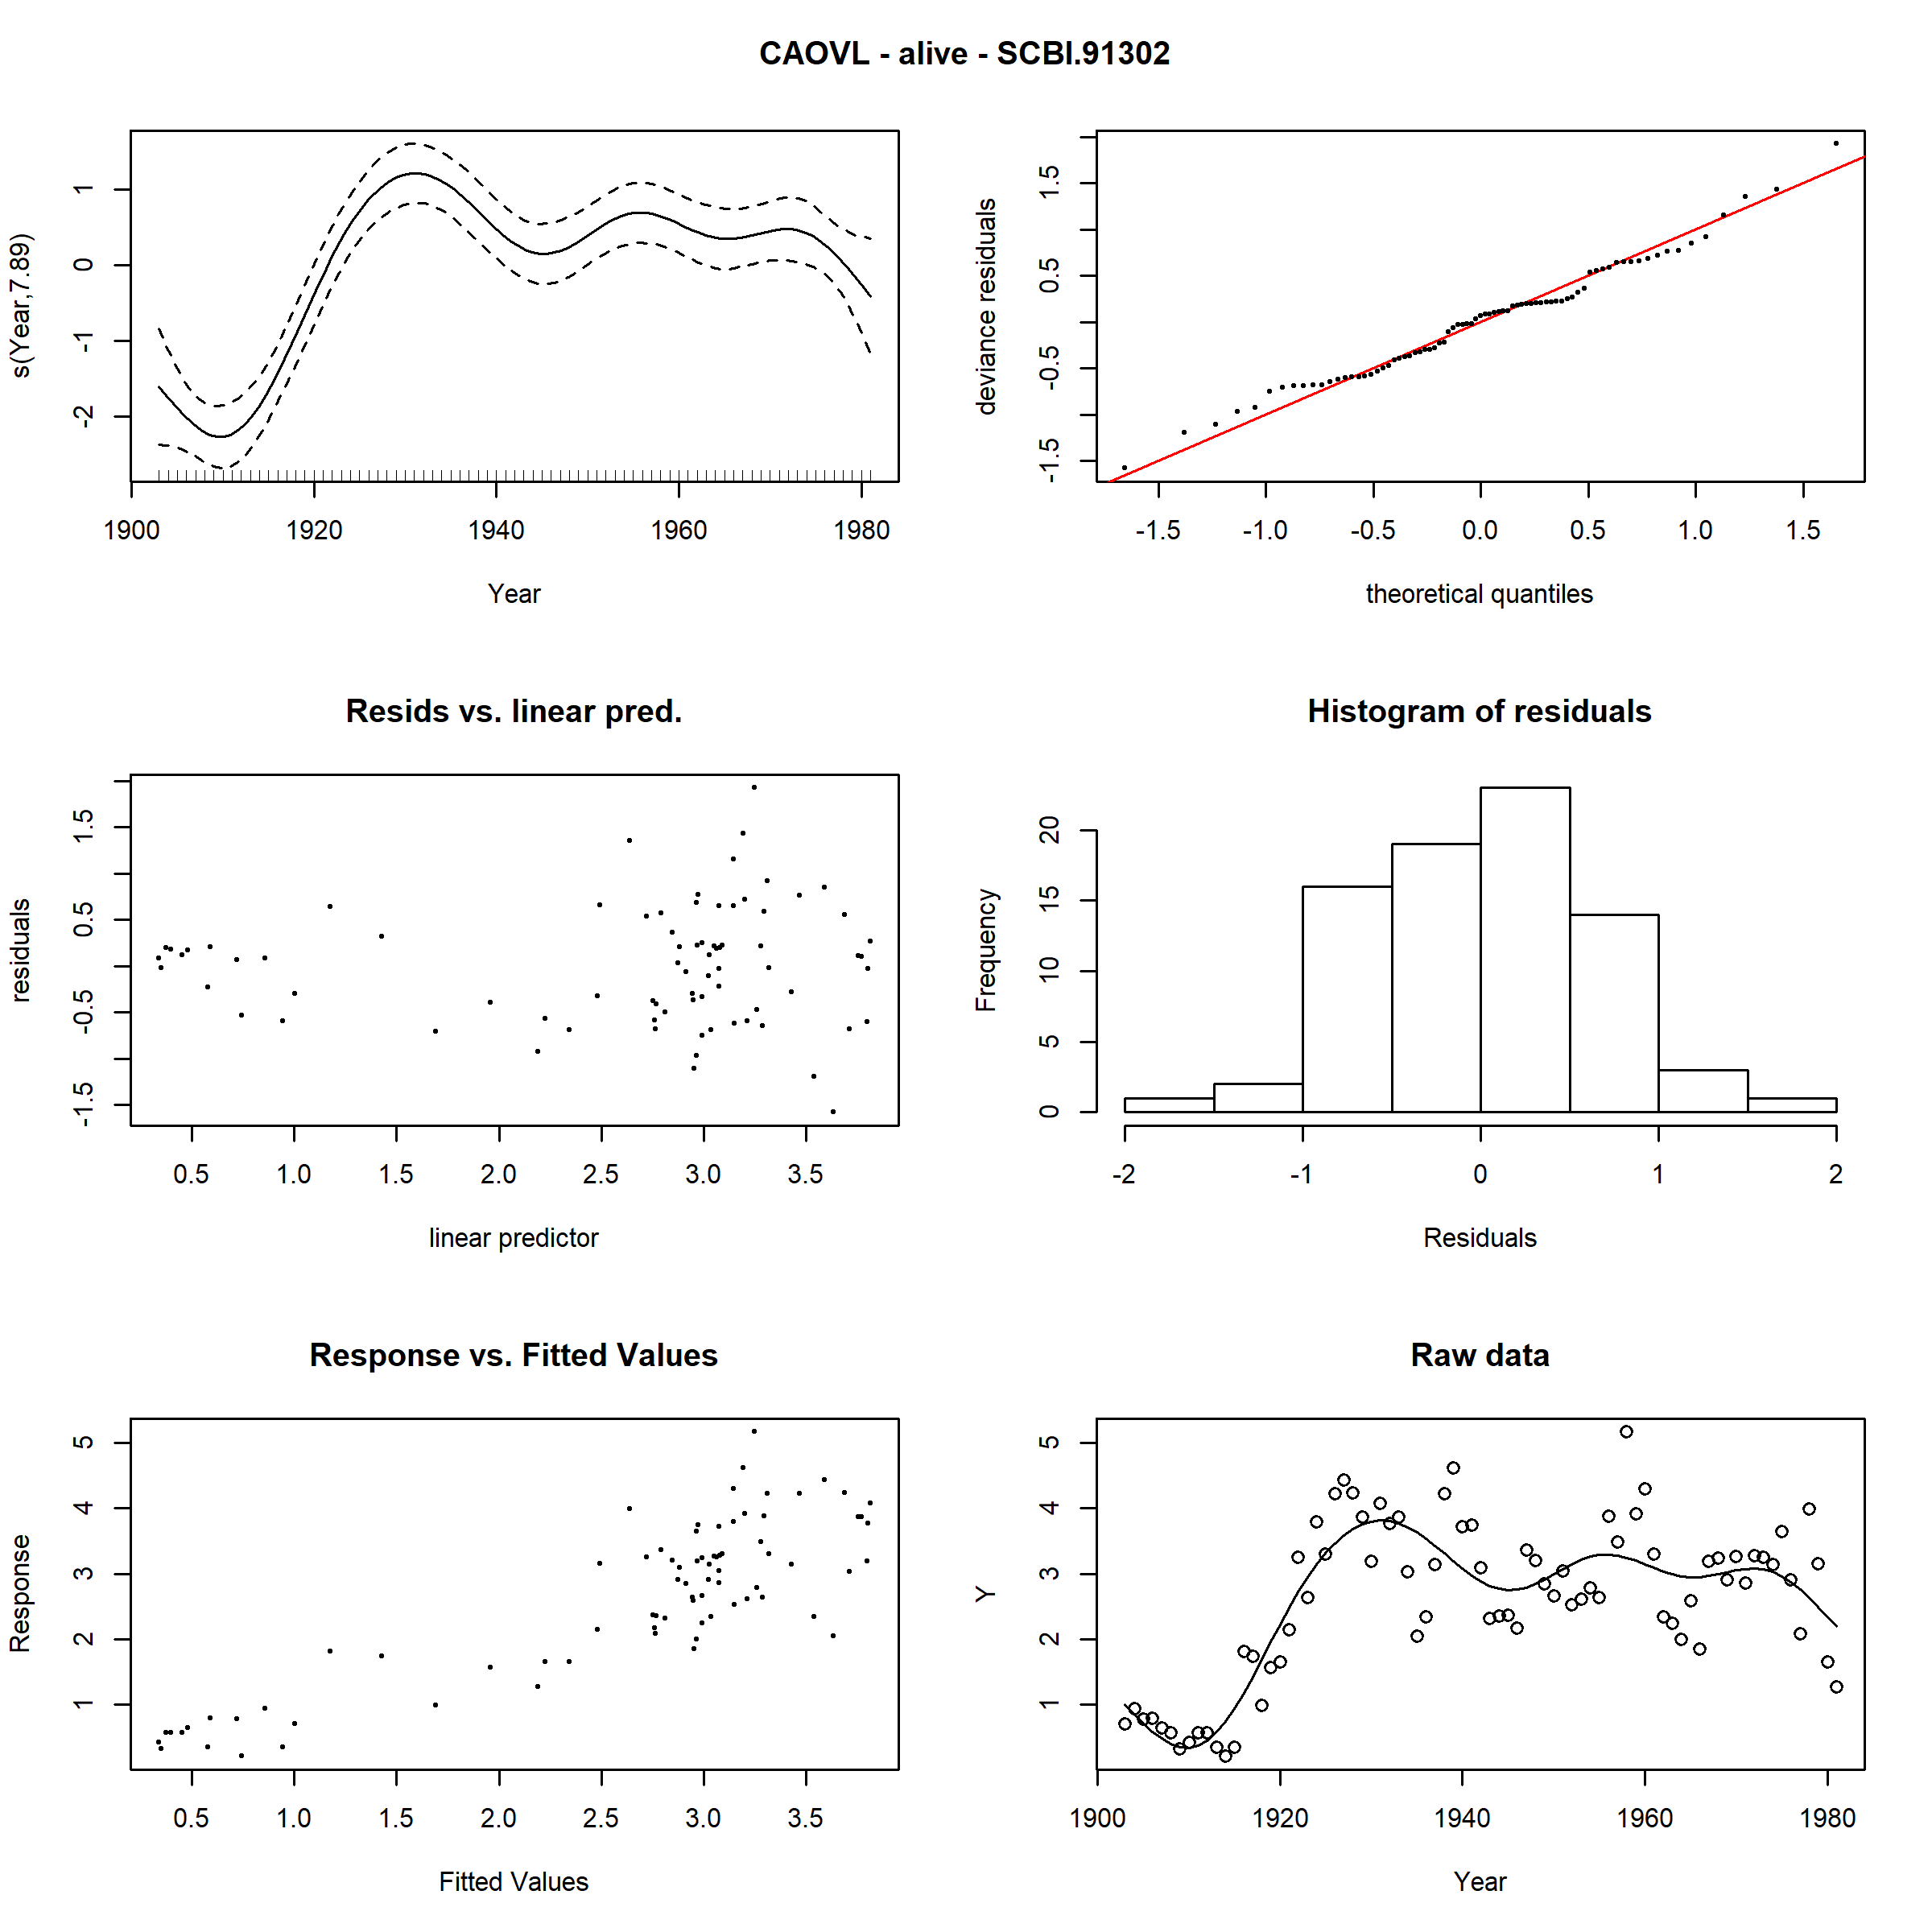 CAOVL - alive - SCBI.91302
s(Year,7.89)
1
0
-1
-2
1900 1920 1940 1960 1980
Year
deviance residuals
1.5
0.5
-0.5
-1.5
-1.5 -1.0 -0.5 0.0 0.5 1.0 1.5
theoretical quantiles
Resids vs. linear pred.
residuals
1.5
0.5
-0.5
-1.5
0.5 1.0 1.5 2.0 2.5 3.0 3.5
linear predictor
Histogram of residuals
Frequency
20
15
10
5
0
-2 -1 0 1 2
Residuals
Response vs. Fitted Values
Response
5
4
3
2
1
0.5 1.0 1.5 2.0 2.5 3.0 3.5
Fitted Values
Raw data
Y
5
4
3
2
1
1900 1920 1940 1960 1980
Year